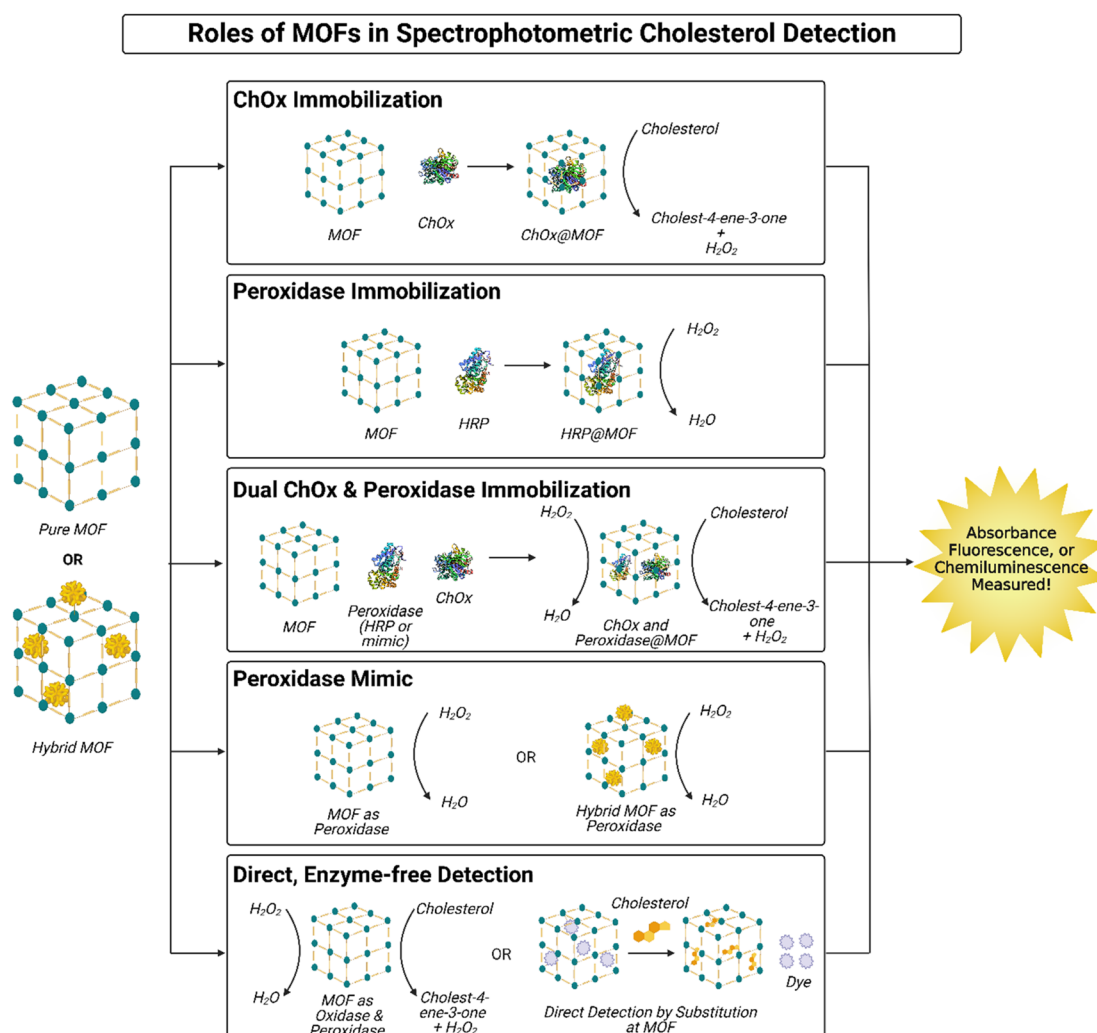 Roles of MOFs in Spectrophotometric Cholesterol Detection
Pure MOF
OR
Hybrid MOF
ChOx Immobilization
MOF
ChOx
ChOx@MOF
Cholesterol
Cholest-4-ene-3-one
+
H₂O₂
Peroxidase Immobilization
MOF
HRP
HRP@MOF
H₂O₂
H₂O
Dual ChOx & Peroxidase Immobilization
MOF
Peroxidase
(HRP or
mimic)
ChOx
H₂O₂
H₂O
ChOx and
Peroxidase@MOF
Cholesterol
Cholest-4-ene-3-
one
+ H₂O₂
Peroxidase Mimic
MOF as
Peroxidase
H₂O₂
H₂O
OR
Hybrid MOF as
Peroxidase
H₂O₂
H₂O
Direct, Enzyme-free Detection
H₂O₂
H₂O
MOF as
Oxidase &
Peroxidase
Cholesterol
Cholest-4-
ene-3-one
+ H₂O₂
OR
Cholesterol
Dye
Direct Detection by Substitution
at MOF
Absorbance
Fluorescence, or
Chemiluminescence
Measured!